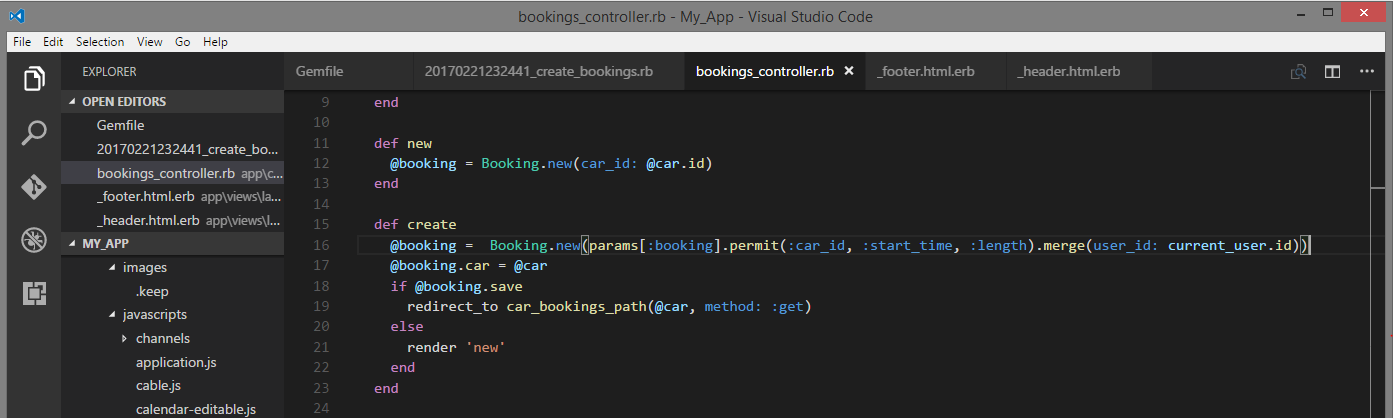 bookings_controller.rb - My_App - Visual Studio Code
File Edit Selection View Go Help
EXPLORER
OPEN EDITORS
Gemfile
20170221232441_create_bo...
bookings_controller.rb app\c...
_footer.html.erb app\views\la...
_header.html.erb app\views\l...
MY_APP
images
.keep
javascripts
channels
application.js
cable.js
calendar-editable.js
Gemfile 20170221232441_create_bookings.rb bookings_controller.rb _footer.html.erb _header.html.erb
9 end
10
11 def new
12 @booking = Booking.new(car_id: @car.id)
13 end
14
15 def create
16 @booking =  Booking.new(params[:booking].permit(:car_id, :start_time, :length).merge(user_id: current_user.id))
17 @booking.car = @car
18 if @booking.save
19 redirect_to car_bookings_path(@car, method: :get)
20 else
21 render 'new'
22 end
23 end
24